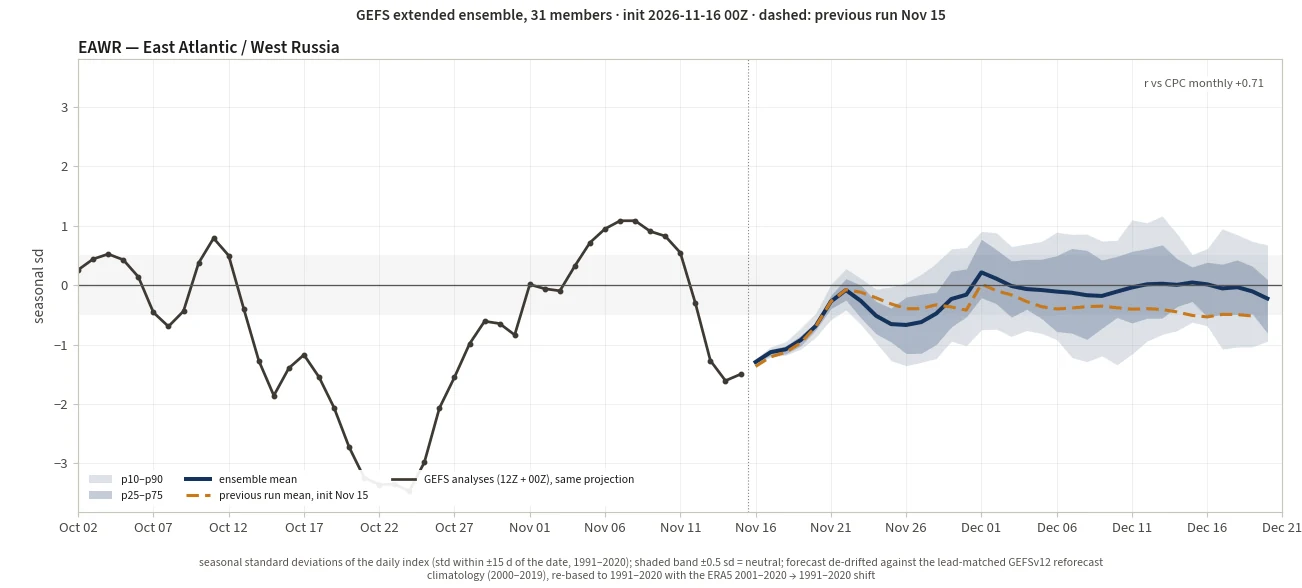 GEFS extended ensemble, 31 members · init 2026-11-16 00Z · dashed: previous run Nov 15
EAWR — East Atlantic / West Russia
r vs CPC monthly +0.71
seasonal sd
3
2
1
0
−1
−2
−3
p10–p90
p25–p75
ensemble mean
previous run mean, init Nov 15
GEFS analyses (12Z + 00Z), same projection
Oct 02 Oct 07 Oct 12 Oct 17 Oct 22 Oct 27 Nov 01 Nov 06 Nov 11 Nov 16 Nov 21 Nov 26 Dec 01 Dec 06 Dec 11 Dec 16 Dec 21
seasonal standard deviations of the daily index (std within ±15 d of the date, 1991–2020); shaded band ±0.5 sd = neutral; forecast de-drifted against the lead-matched GEFSv12 reforecast
climatology (2000–2019), re-based to 1991–2020 with the ERA5 2001–2020 → 1991–2020 shift